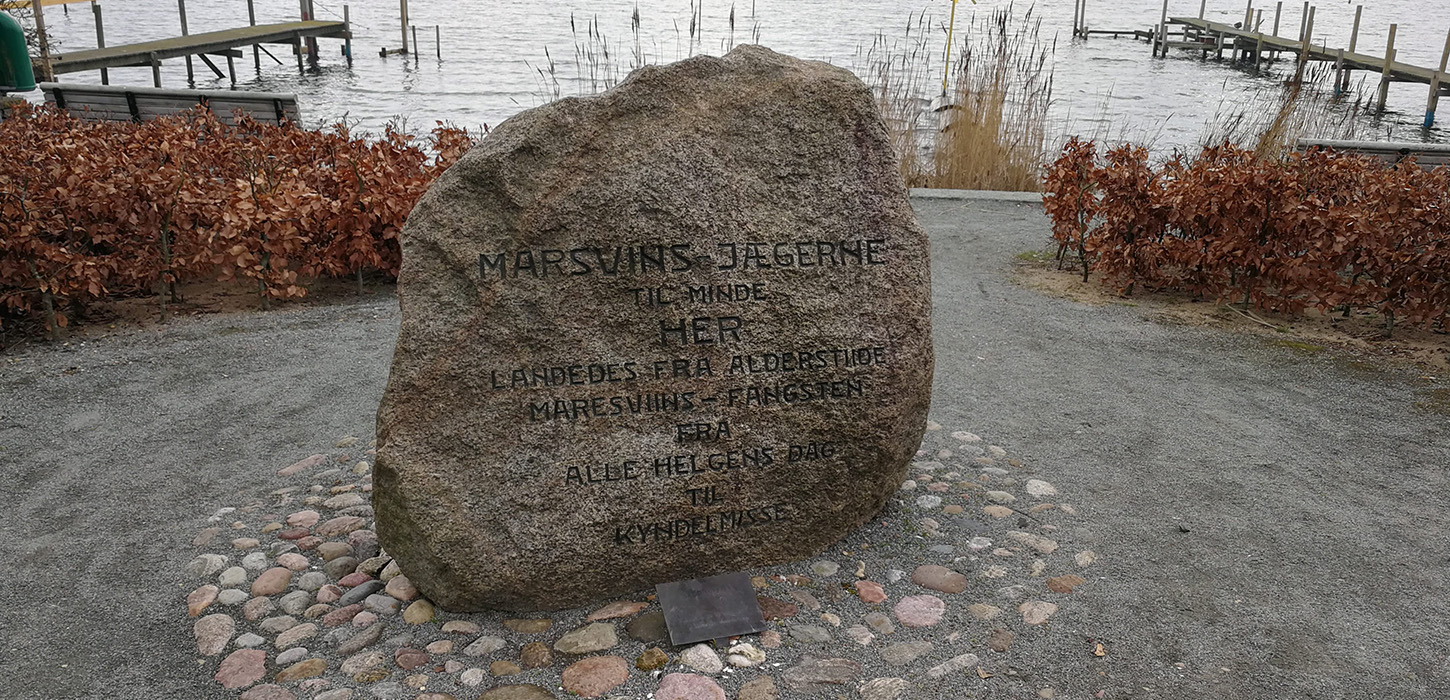 MARSVINS-JÆGERNE
TIL MINDE
HER
LANDEDES FRA ALDERSTIIDE
MARESVIINS-FANGSTEN
FRA
ALLE HELGENS DAG
TIL
KYNDELMISSE